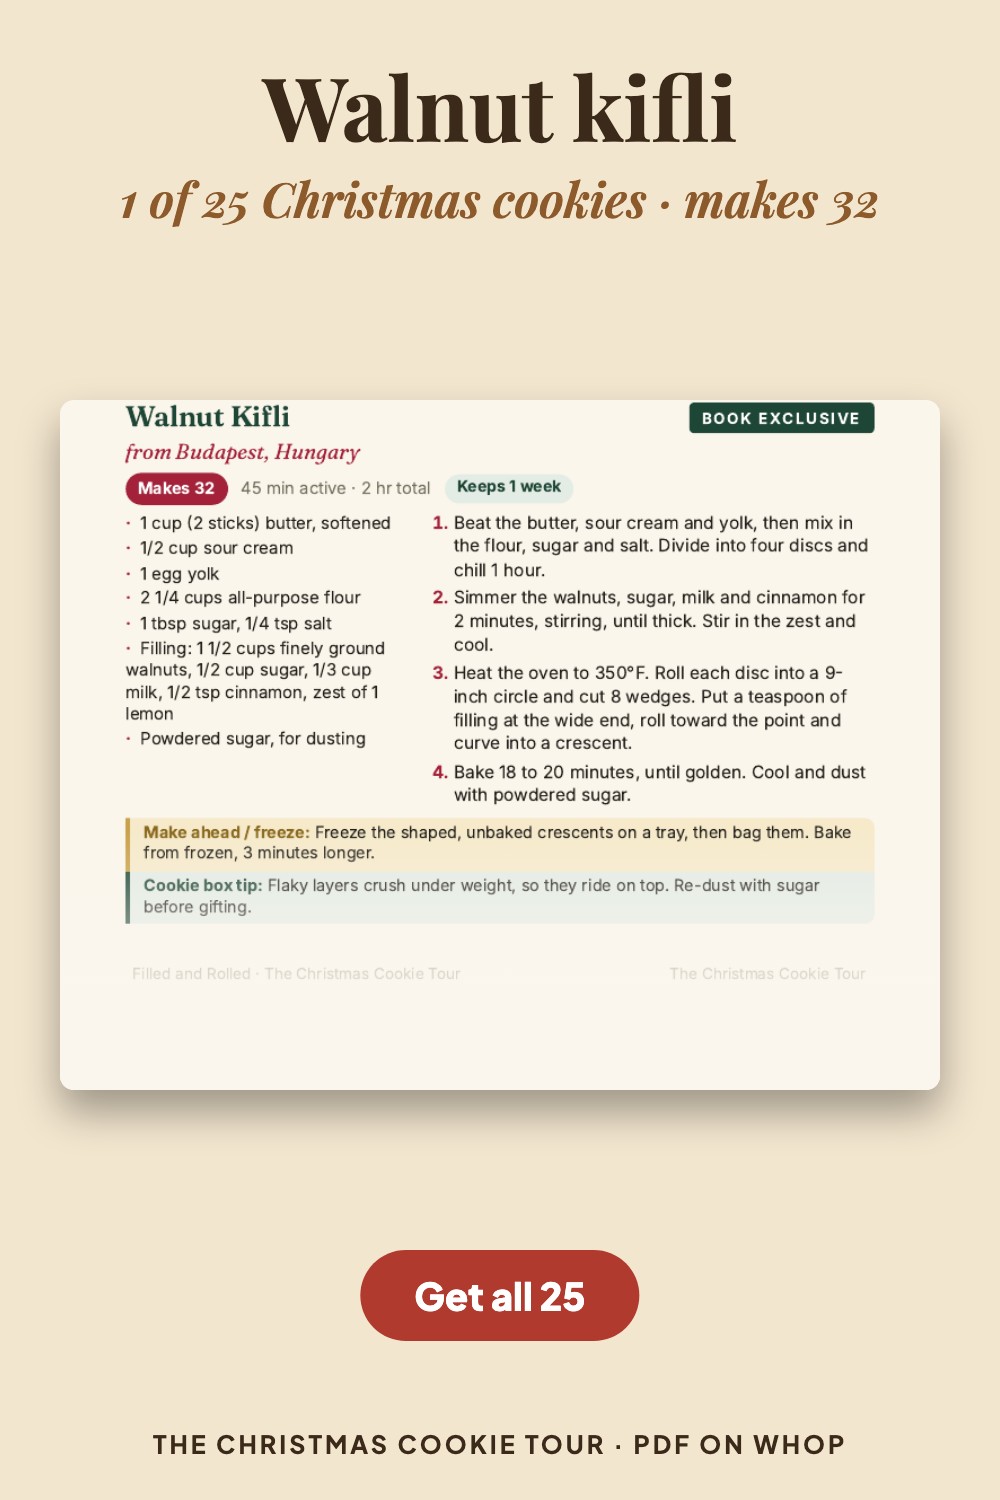 Walnut kifli
1 of 25 Christmas cookies · makes 32
Walnut Kifli
BOOK EXCLUSIVE
from Budapest, Hungary
Makes 32 45 min active · 2 hr total Keeps 1 week
· 1 cup (2 sticks) butter, softened
· 1/2 cup sour cream
· 1 egg yolk
· 2 1/4 cups all-purpose flour
· 1 tbsp sugar, 1/4 tsp salt
· Filling: 1 1/2 cups finely ground
walnuts, 1/2 cup sugar, 1/3 cup
milk, 1/2 tsp cinnamon, zest of 1
lemon
· Powdered sugar, for dusting
1. Beat the butter, sour cream and yolk, then mix in
the flour, sugar and salt. Divide into four discs and
chill 1 hour.
2. Simmer the walnuts, sugar, milk and cinnamon for
2 minutes, stirring, until thick. Stir in the zest and
cool.
3. Heat the oven to 350°F. Roll each disc into a 9-
inch circle and cut 8 wedges. Put a teaspoon of
filling at the wide end, roll toward the point and
curve into a crescent.
4. Bake 18 to 20 minutes, until golden. Cool and dust
with powdered sugar.
Make ahead / freeze: Freeze the shaped, unbaked crescents on a tray, then bag them. Bake
from frozen, 3 minutes longer.
Cookie box tip: Flaky layers crush under weight, so they ride on top. Re-dust with sugar
before gifting.
Filled and Rolled · The Christmas Cookie Tour
The Christmas Cookie Tour
Get all 25
THE CHRISTMAS COOKIE TOUR · PDF ON WHOP